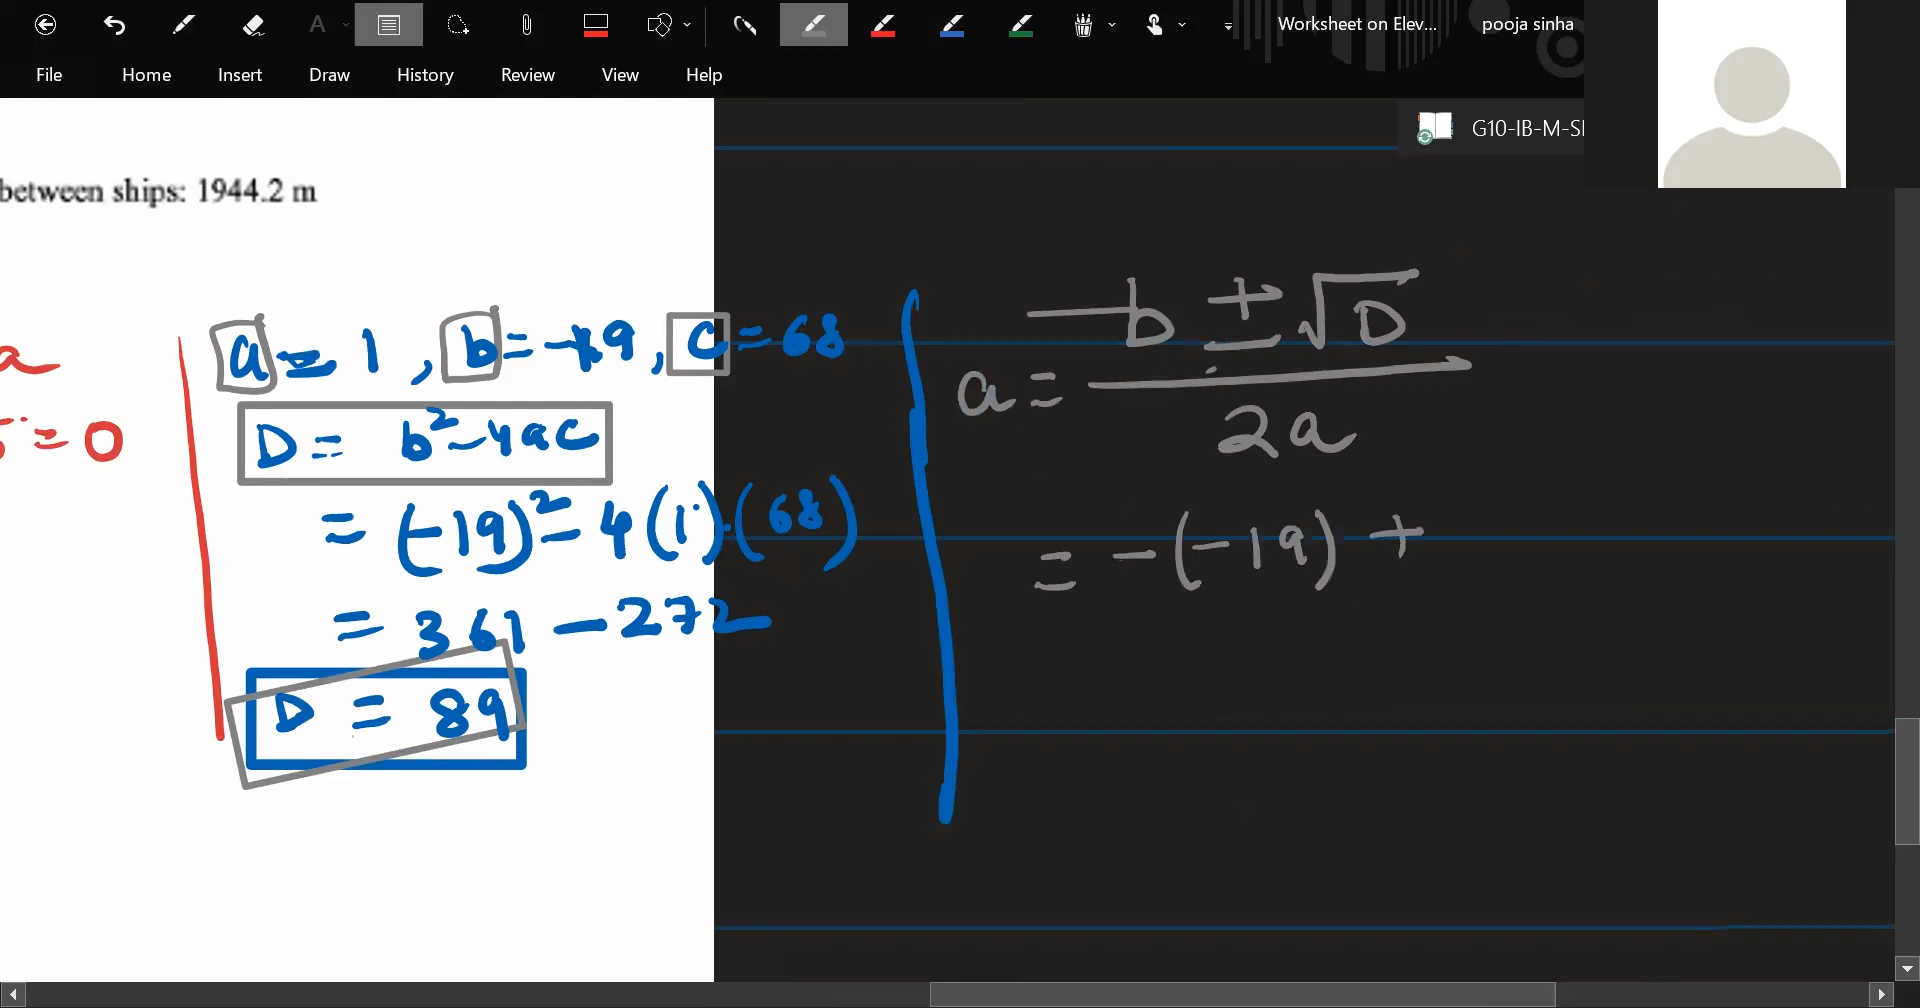 Worksheet on Elev... pooja sinha
File Home Insert Draw History Review View Help
G10-IB-M-SI
between ships: 1944.2 m
a = 1 , b = -19 , c = 68
D = b² - 4ac
= (-19)² - 4(1)·(68)
= 361 - 272
D = 89
= 0
a = -b ± √D
2a
= -(-19) +